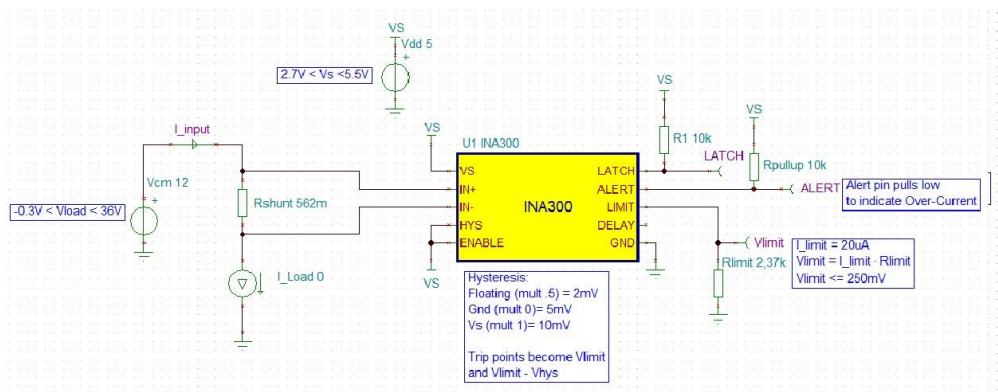 VS
Vdd 5
+
2.7V < Vs <5.5V
I_input
Vcm 12
+
-0.3V < Vload < 36V
Rshunt 562m
I_Load 0
VS
U1 INA300
VS
IN+
IN-
HYS
ENABLE
INA300
LATCH
ALERT
LIMIT
DELAY
GND
VS
VS
R1 10k
LATCH
VS
Rpullup 10k
ALERT
Alert pin pulls low
to indicate Over-Current
Vlimit
Rlimit 2,37k
I_limit = 20uA
Vlimit = I_limit · Rlimit
Vlimit <= 250mV
Hysteresis:
Floating (mult .5) = 2mV
Gnd (mult 0)= 5mV
Vs (mult 1)= 10mV
Trip points become Vlimit
and Vlimit - Vhys